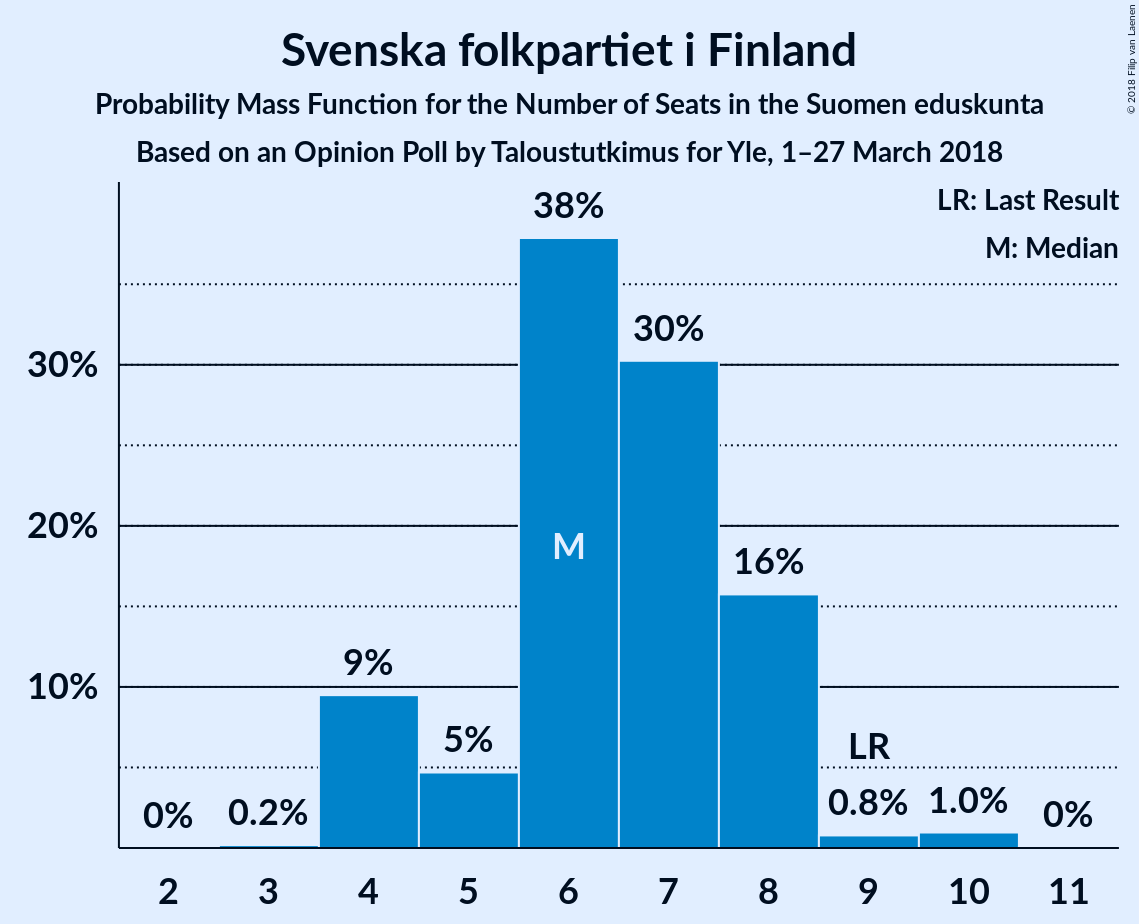 Svenska folkpartiet i Finland
Probability Mass Function for the Number of Seats in the Suomen eduskunta
Based on an Opinion Poll by Taloustutkimus for Yle, 1–27 March 2018
© 2018 Filip van Laenen
LR: Last Result
M: Median
38%
30%
16%
9%
5%
0%
0.2%
LR
0.8%
1.0%
0%
M
30%
20%
10%
2 3 4 5 6 7 8 9 10 11